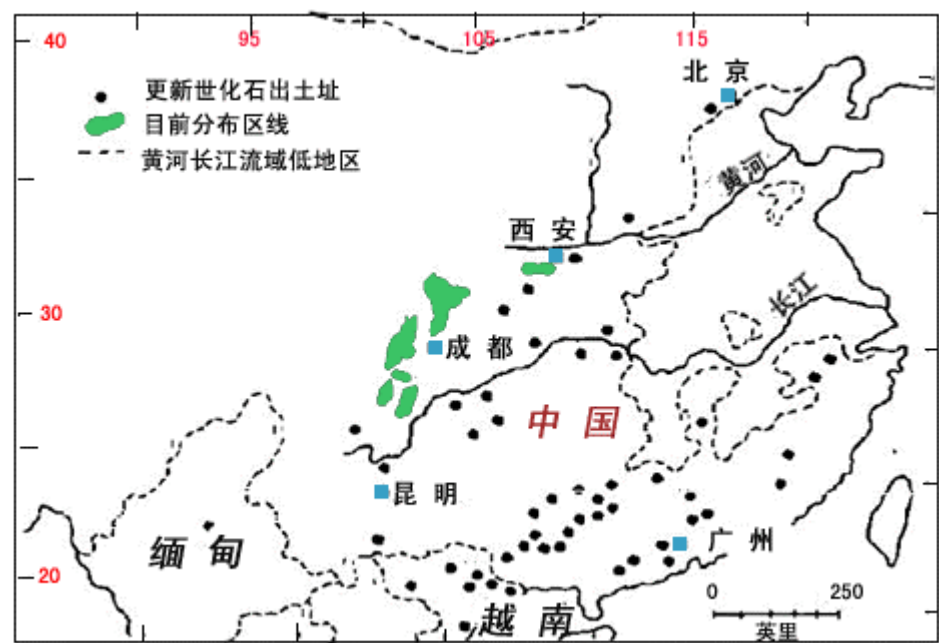 40
95
105
115
北京
更新世化石出土址
目前分布区线
黄河长江流域低地区
黄河
西安
长江
30
成都
中国
昆明
缅甸
广州
20
越南
0
250
英里